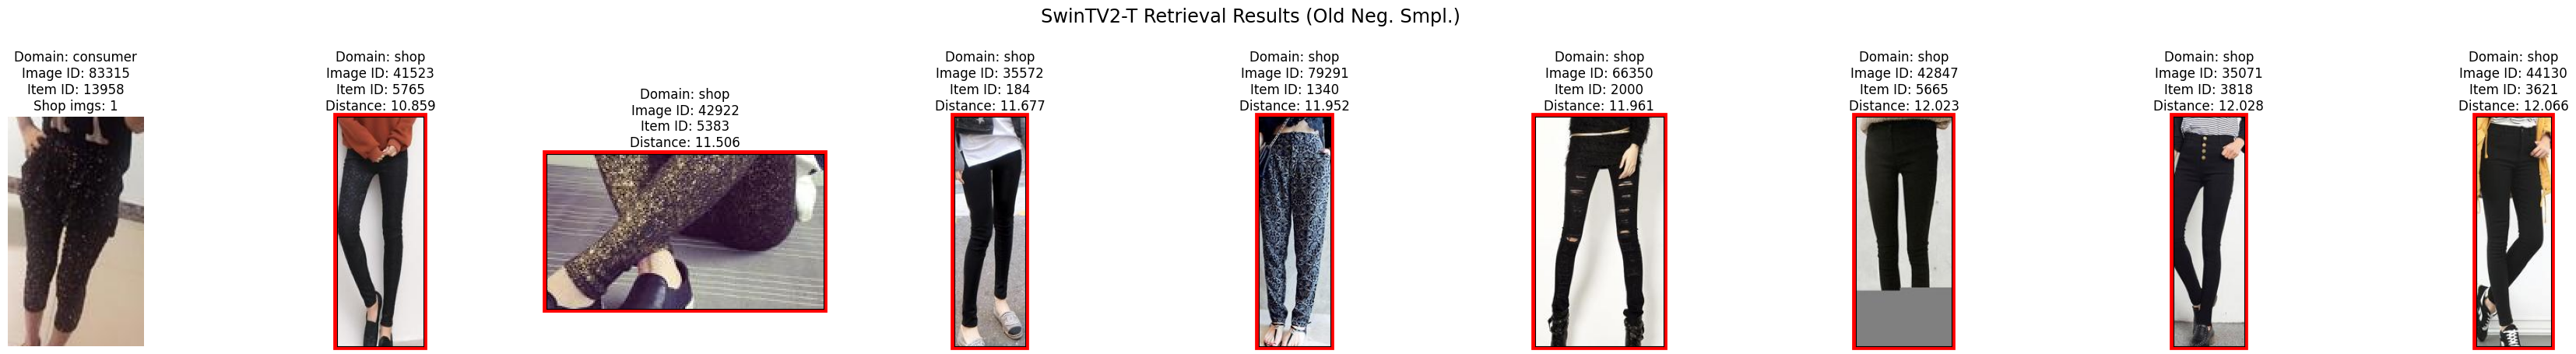 SwinTV2-T Retrieval Results (Old Neg. Smpl.)
Domain: consumer
Image ID: 83315
Item ID: 13958
Shop imgs: 1
Domain: shop
Image ID: 41523
Item ID: 5765
Distance: 10.859
Domain: shop
Image ID: 42922
Item ID: 5383
Distance: 11.506
Domain: shop
Image ID: 35572
Item ID: 184
Distance: 11.677
Domain: shop
Image ID: 79291
Item ID: 1340
Distance: 11.952
Domain: shop
Image ID: 66350
Item ID: 2000
Distance: 11.961
Domain: shop
Image ID: 42847
Item ID: 5665
Distance: 12.023
Domain: shop
Image ID: 35071
Item ID: 3818
Distance: 12.028
Domain: shop
Image ID: 44130
Item ID: 3621
Distance: 12.066